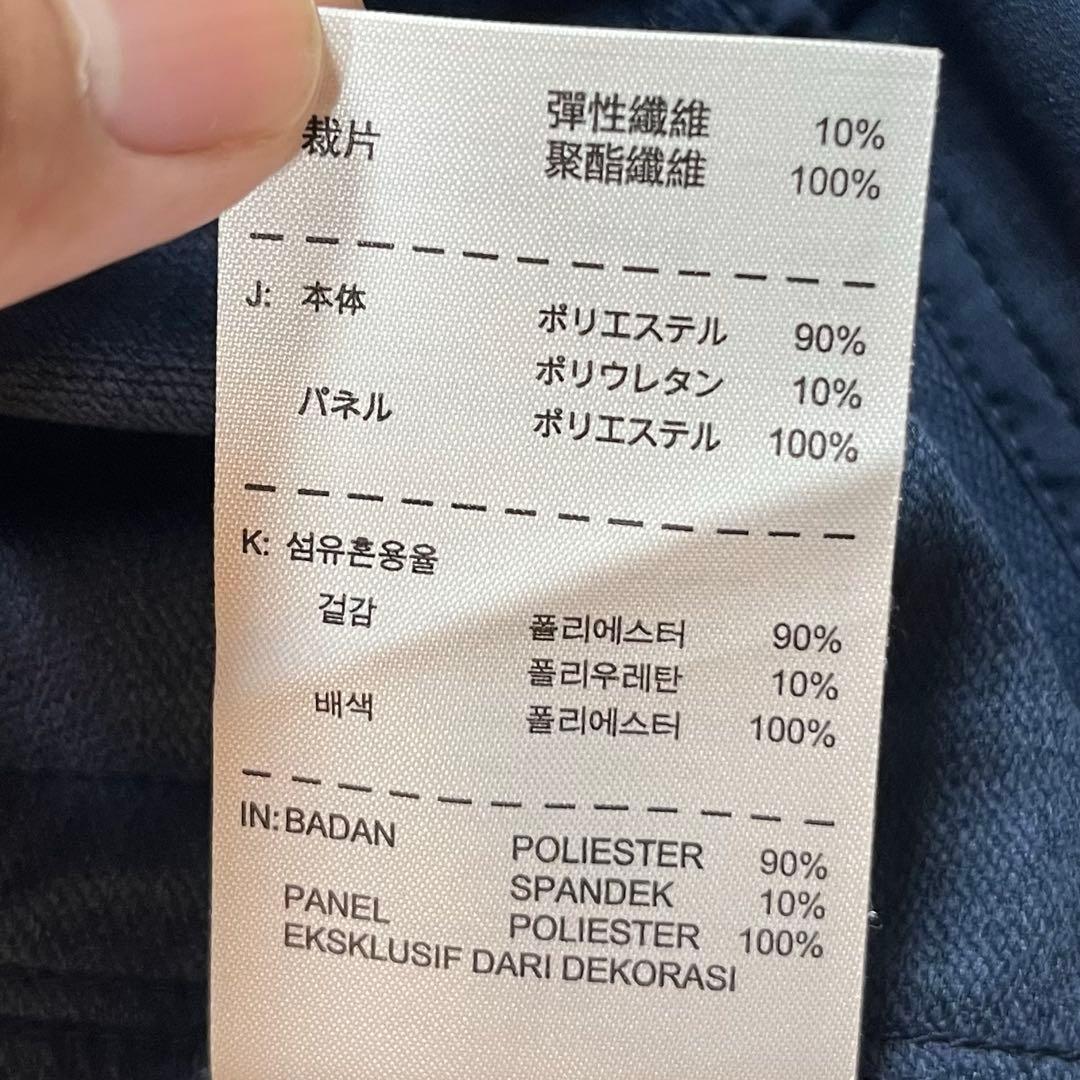 彈性纖維 10%
裁片 聚酯纖維 100%
J: 本体 ポリエステル 90%
ポリウレタン 10%
パネル ポリエステル 100%
K: 섬유혼용율
겉감 폴리에스터 90%
폴리우레탄 10%
배색 폴리에스터 100%
IN: BADAN POLIESTER 90%
SPANDEK 10%
PANEL POLIESTER 100%
EKSKLUSIF DARI DEKORASI